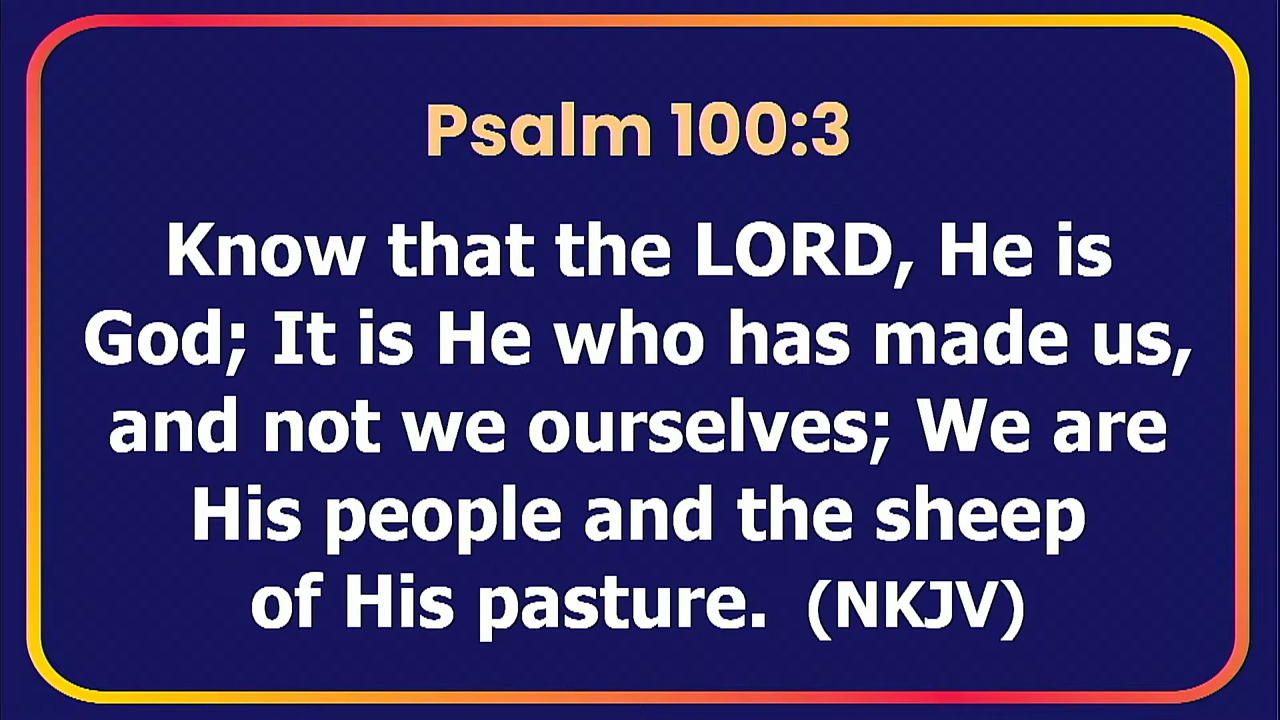 Psalm 100:3
Know that the LORD, He is
God; It is He who has made us,
and not we ourselves; We are
His people and the sheep
of His pasture. (NKJV)